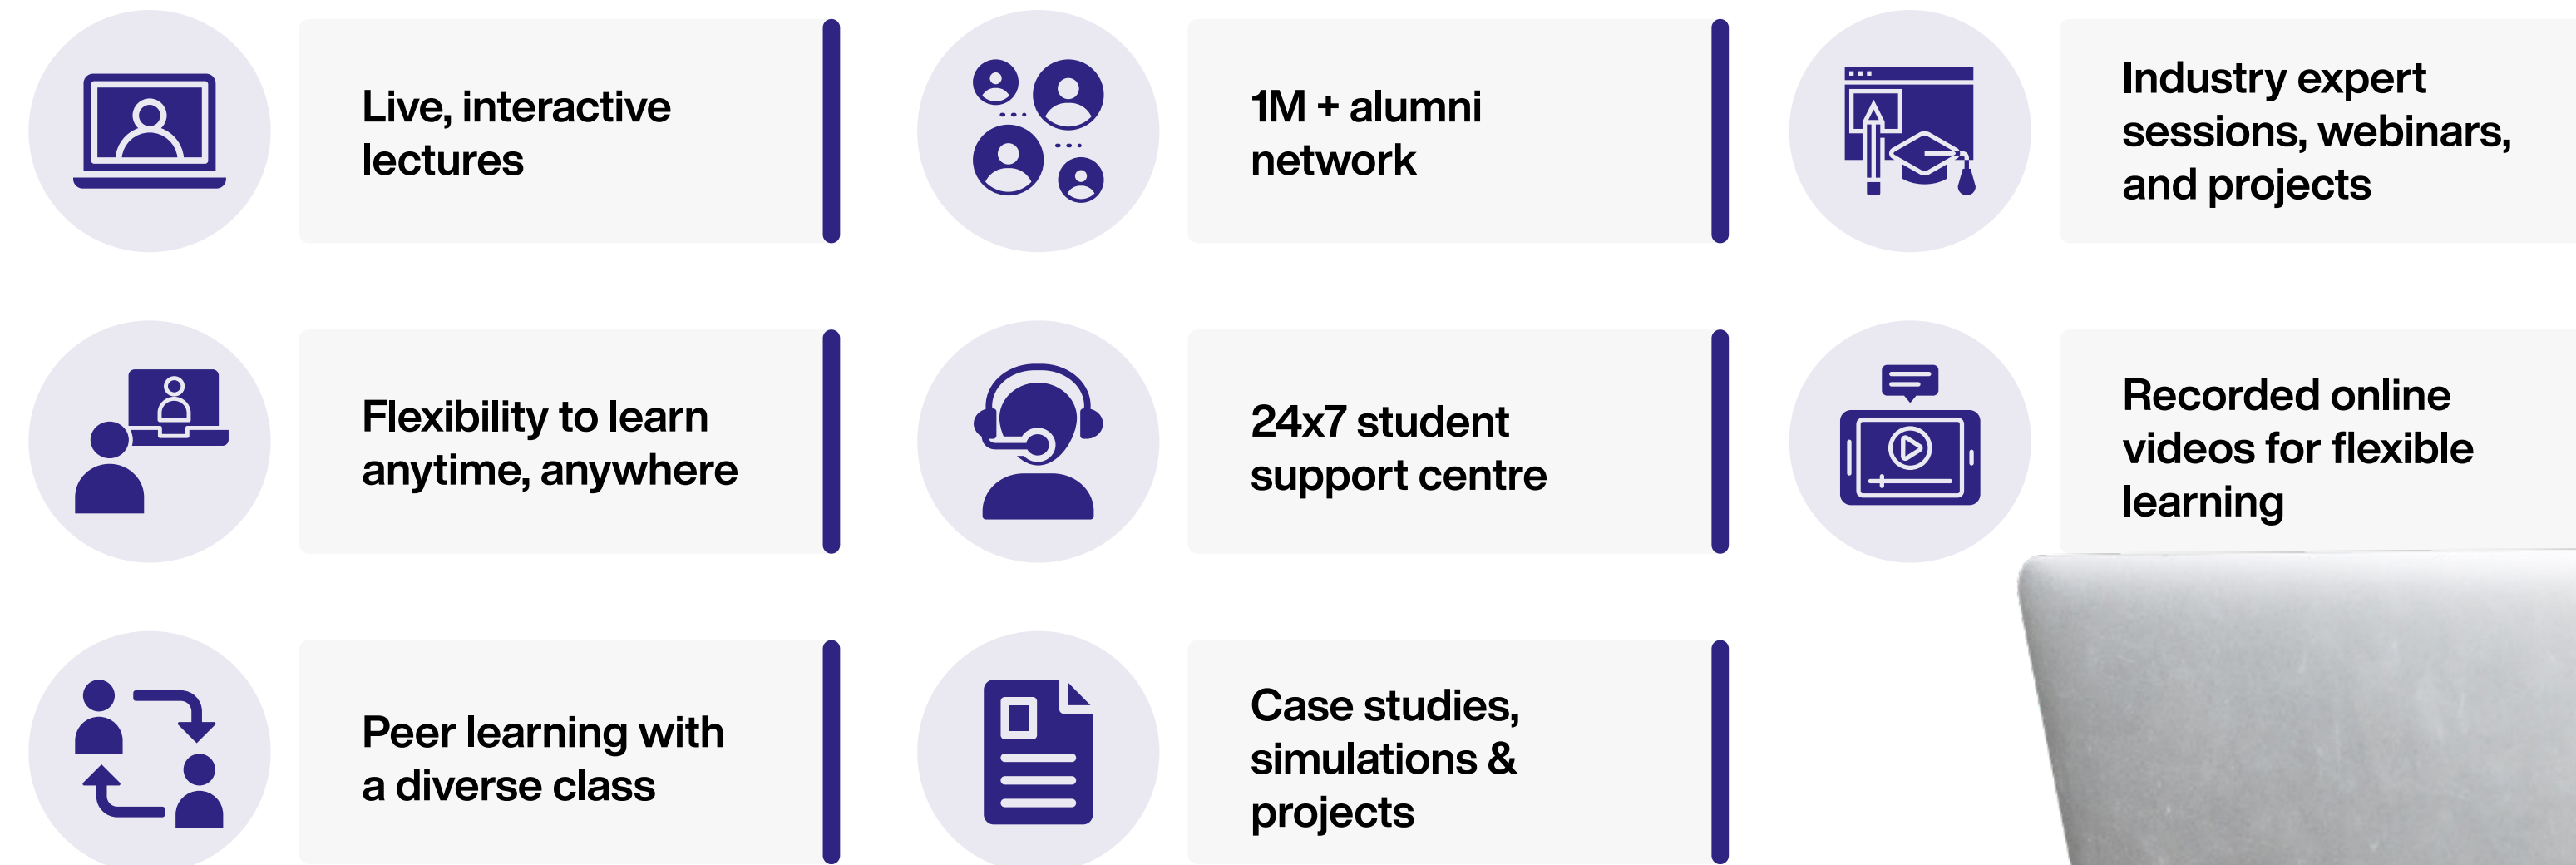 Live, interactive
lectures
1M + alumni
network
Industry expert
sessions, webinars,
and projects
Flexibility to learn
anytime, anywhere
24x7 student
support centre
Recorded online
videos for flexible
learning
Peer learning with
a diverse class
Case studies,
simulations &
projects